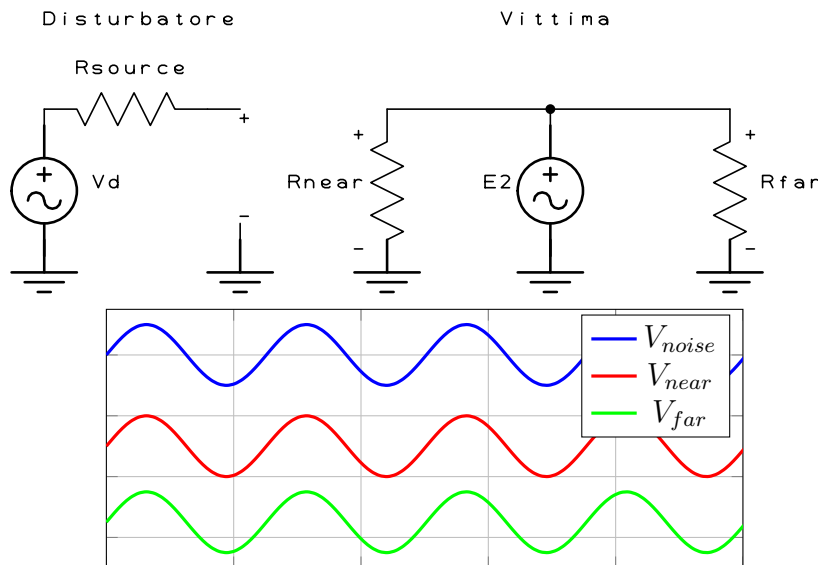 Disturbatore
Vittima
Rsource
+
+
+
+
Vd
Rnear
E2
+
Rfar
-
-
-
V_noise
V_near
V_far